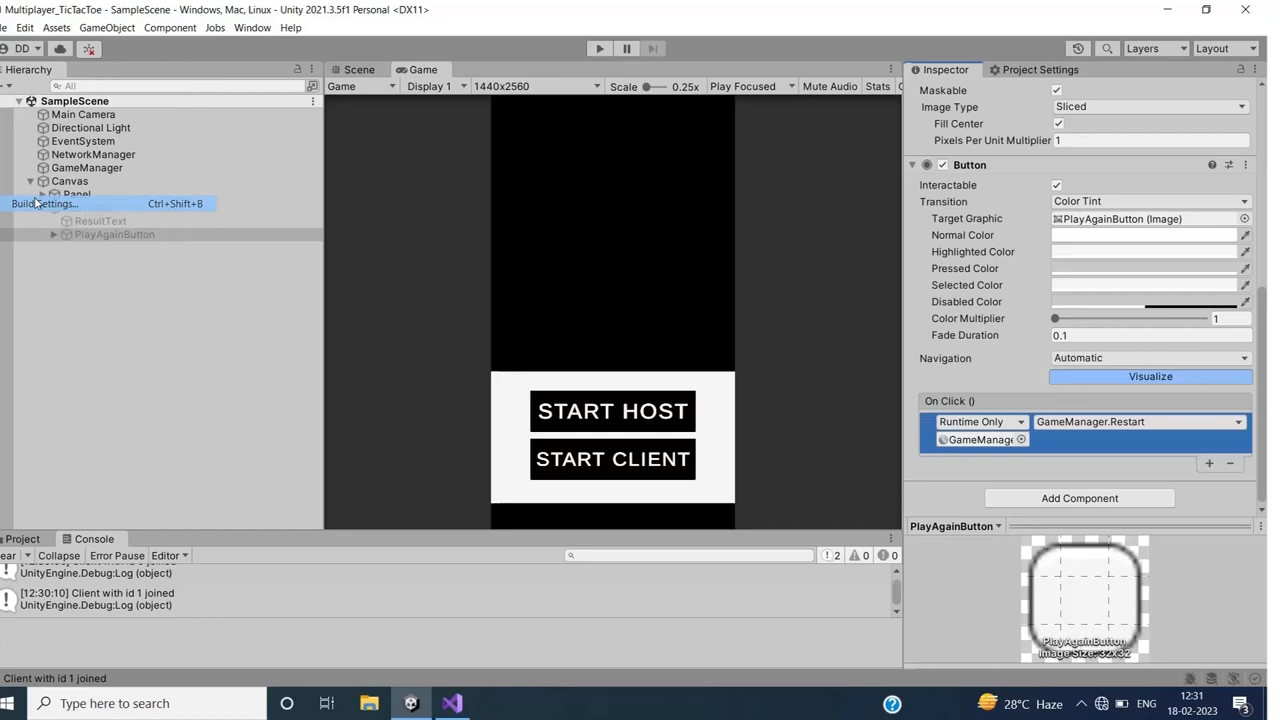 Multiplayer_TicTacToe - SampleScene - Windows, Mac, Linux - Unity 2021.3.5f1 Personal <DX11>
Edit Assets GameObject Component Jobs Window Help
DD Layers Layout
Hierarchy Scene Game Inspector Project Settings
All Game Display 1 1440x2560 Scale 0.25x Play Focused Mute Audio Stats
SampleScene
Main Camera
Directional Light
EventSystem
NetworkManager
GameManager
Canvas
Panel
Build Settings... Ctrl+Shift+B
ResultText
PlayAgainButton
START HOST
START CLIENT
Maskable
Image Type Sliced
Fill Center
Pixels Per Unit Multiplier 1
Button
Interactable
Transition Color Tint
Target Graphic PlayAgainButton (Image)
Normal Color
Highlighted Color
Pressed Color
Selected Color
Disabled Color
Color Multiplier 1
Fade Duration 0.1
Navigation Automatic
Visualize
On Click ()
Runtime Only GameManager.Restart
GameManage
Add Component
PlayAgainButton
PlayAgainButton
Image Size: 32x32
Project Console
ear Collapse Error Pause Editor 2 0 0
UnityEngine.Debug:Log (object)
[12:30:10] Client with id 1 joined
UnityEngine.Debug:Log (object)
Client with id 1 joined
Type here to search
28°C Haze ENG 12:31
18-02-2023 3